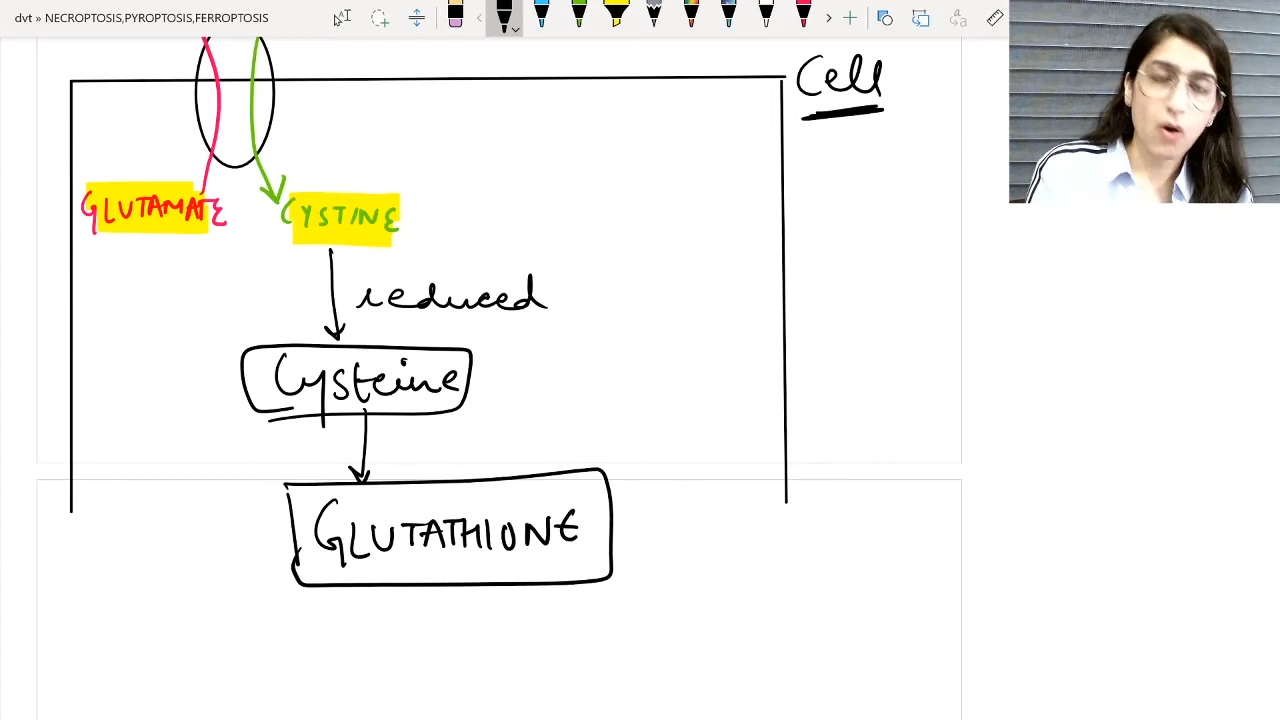 dvt » NECROPTOSIS,PYROPTOSIS,FERROPTOSIS
Cell
GLUTAMATE
CYSTINE
reduced
Cysteine
GLUTATHIONE